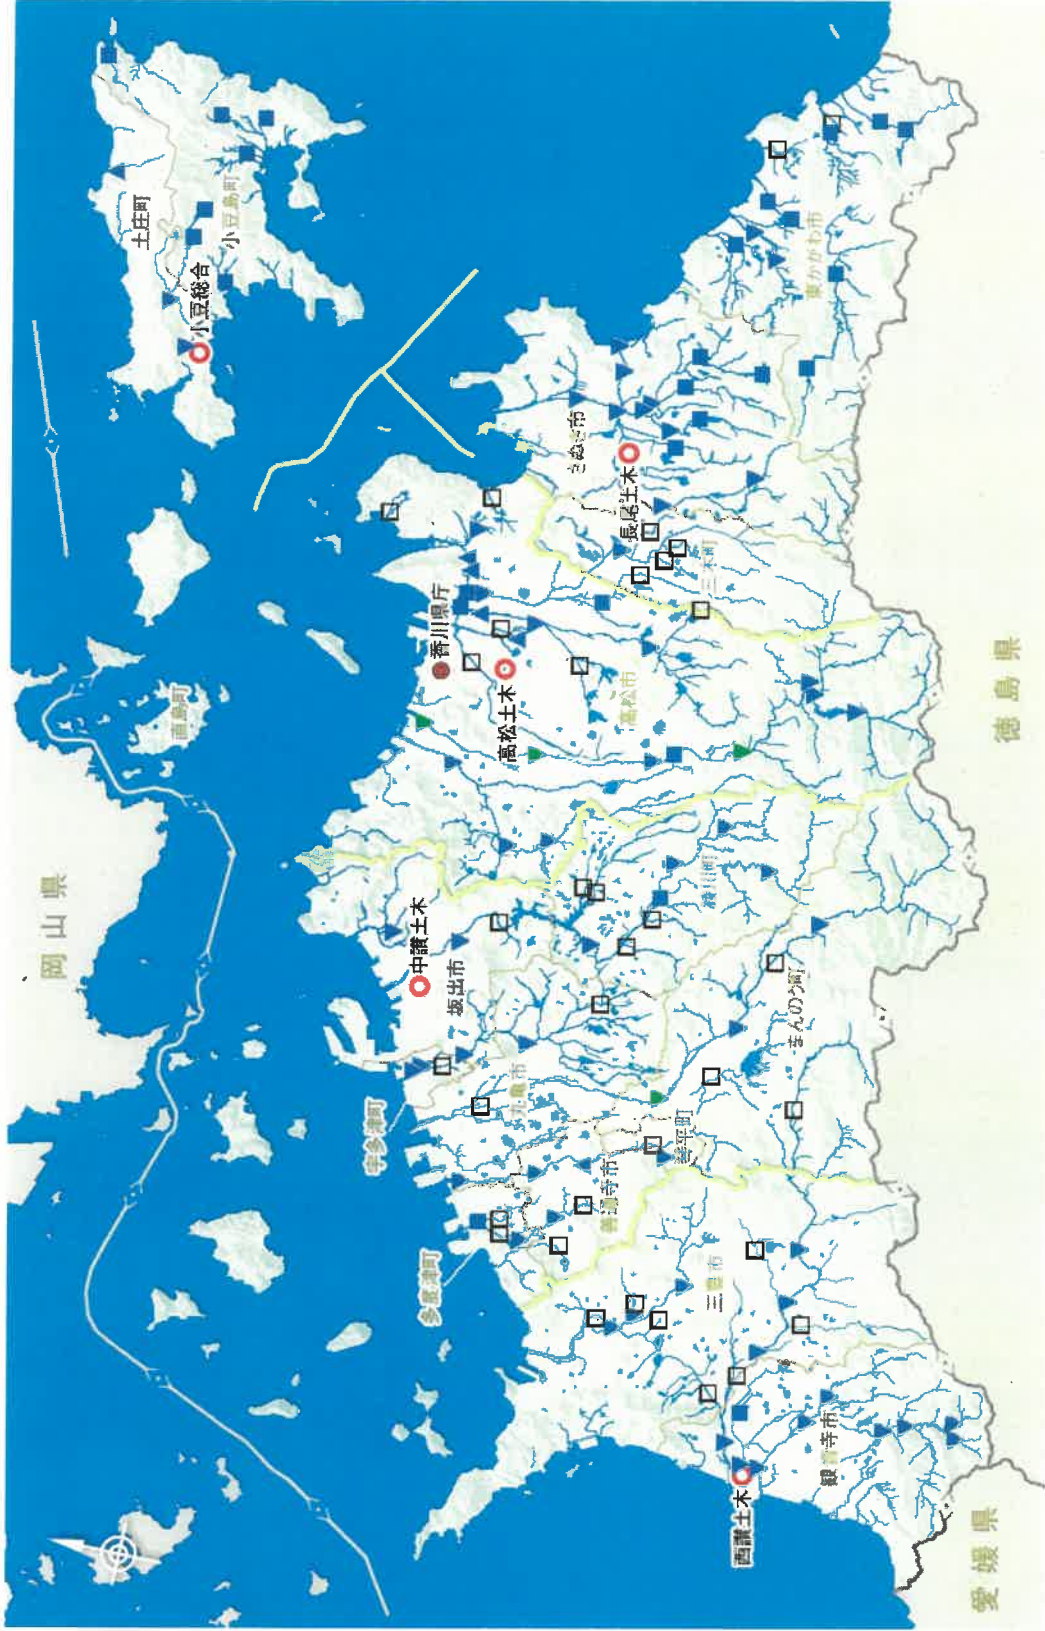 岡山県
土庄町
小豆島町
小豆総合
直島町
香川県庁
高松土木
高松市
さぬき市
長尾土木
三木町
東かがわ市
中讃土木
坂出市
宇多津町
丸亀市
綾川町
まんのう町
琴平町
善通寺市
多度津町
三豊市
観音寺市
西讃土木
愛媛県
徳島県